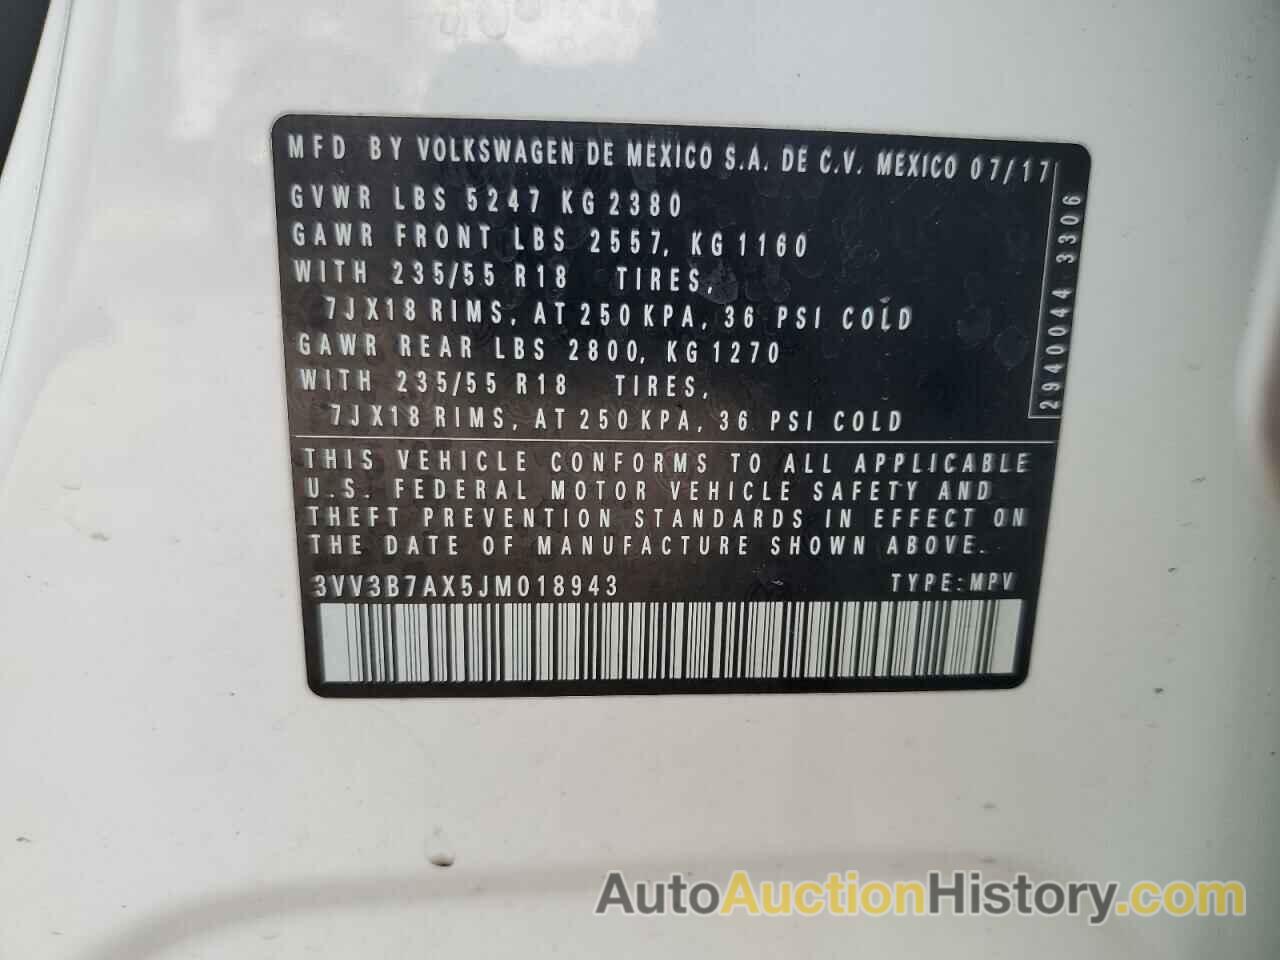 MFD BY VOLKSWAGEN DE MEXICO S.A. DE C.V. MEXICO 07/17
GVWR LBS 5247 KG 2380
GAWR FRONT LBS 2557, KG 1160
WITH 235/55 R18 TIRES,
7JX18 RIMS, AT 250 KPA, 36 PSI COLD
GAWR REAR LBS 2800, KG 1270
WITH 235/55 R18 TIRES,
7JX18 RIMS, AT 250 KPA, 36 PSI COLD
2940044 3306
THIS VEHICLE CONFORMS TO ALL APPLICABLE
U.S. FEDERAL MOTOR VEHICLE SAFETY AND
THEFT PREVENTION STANDARDS IN EFFECT ON
THE DATE OF MANUFACTURE SHOWN ABOVE.
3VV3B7AX5JM018943 TYPE:MPV
AutoAuctionHistory.com